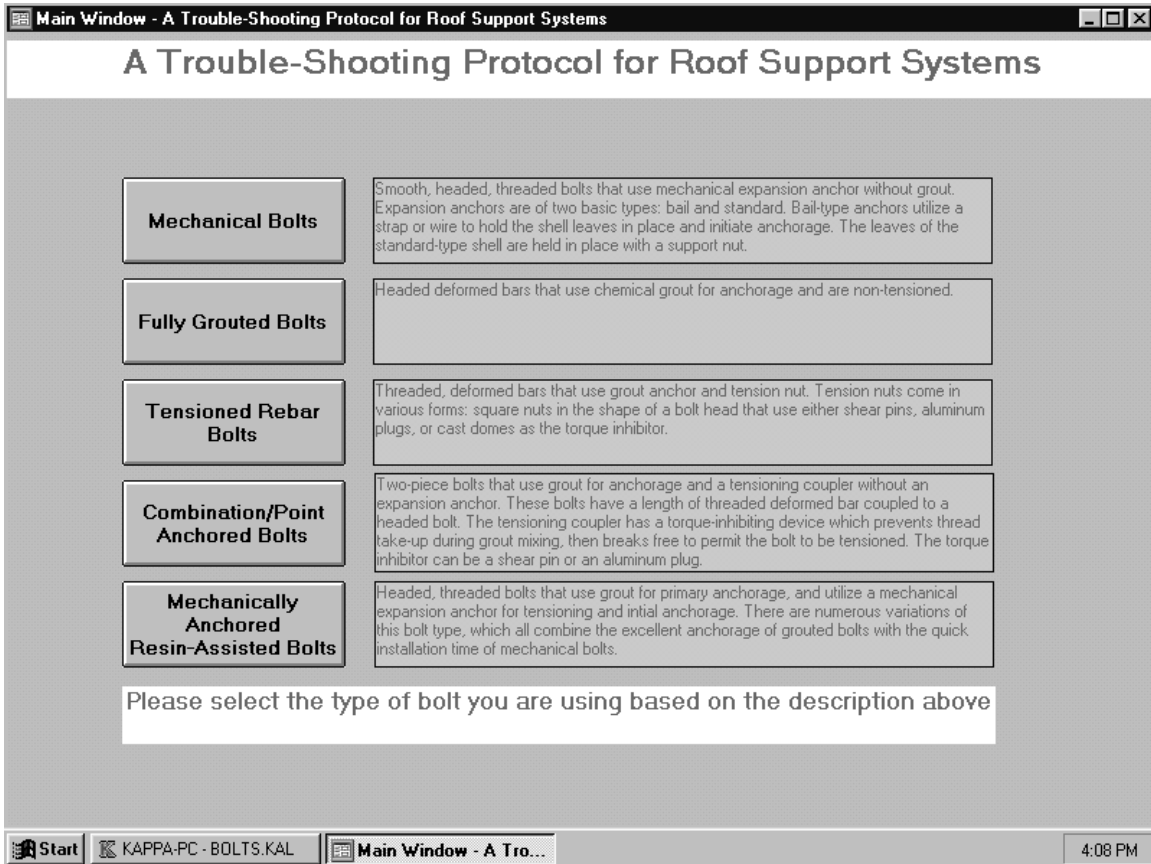 Main Window - A Trouble-Shooting Protocol for Roof Support Systems
A Trouble-Shooting Protocol for Roof Support Systems
Mechanical Bolts
Smooth, headed, threaded bolts that use mechanical expansion anchor without grout.
Expansion anchors are of two basic types: bail and standard. Bail-type anchors utilize a
strap or wire to hold the shell leaves in place and initiate anchorage. The leaves of the
standard-type shell are held in place with a support nut.
Fully Grouted Bolts
Headed deformed bars that use chemical grout for anchorage and are non-tensioned.
Tensioned Rebar
Bolts
Threaded, deformed bars that use grout anchor and tension nut. Tension nuts come in
various forms: square nuts in the shape of a bolt head that use either shear pins, aluminum
plugs, or cast domes as the torque inhibitor.
Combination/Point
Anchored Bolts
Two-piece bolts that use grout for anchorage and a tensioning coupler without an
expansion anchor. These bolts have a length of threaded deformed bar coupled to a
headed bolt. The tensioning coupler has a torque-inhibiting device which prevents thread
take-up during grout mixing, then breaks free to permit the bolt to be tensioned. The torque
inhibitor can be a shear pin or an aluminum plug.
Mechanically
Anchored
Resin-Assisted Bolts
Headed, threaded bolts that use grout for primary anchorage, and utilize a mechanical
expansion anchor for tensioning and intial anchorage. There are numerous variations of
this bolt type, which all combine the excellent anchorage of grouted bolts with the quick
installation time of mechanical bolts.
Please select the type of bolt you are using based on the description above
Start
KAPPA-PC - BOLTS.KAL
Main Window - A Tro...
4:08 PM